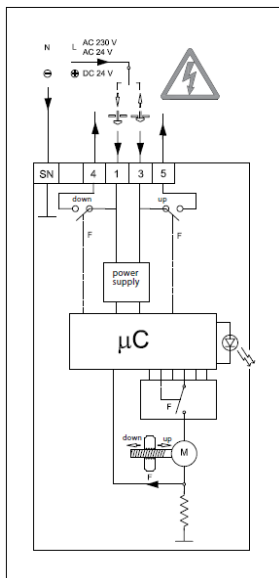 N L AC 230 V
AC 24 V
DC 24 V
SN 4 1 3 5
down up
F F
power
supply
µC
F
down up
M
F